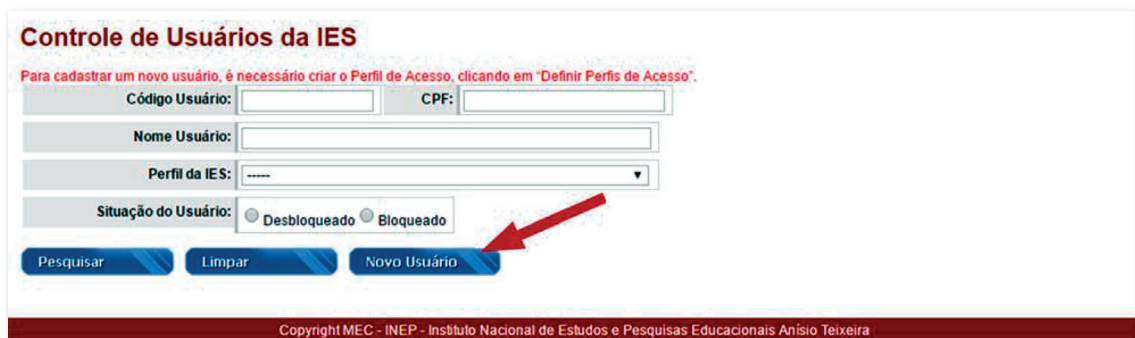 Controle de Usuários da IES
Para cadastrar um novo usuário, é necessário criar o Perfil de Acesso, clicando em "Definir Perfis de Acesso".
Código Usuário: CPF:
Nome Usuário:
Perfil da IES: -----
Situação do Usuário: Desbloqueado Bloqueado
Pesquisar Limpar Novo Usuário
Copyright MEC - INEP - Instituto Nacional de Estudos e Pesquisas Educacionais Anísio Teixeira